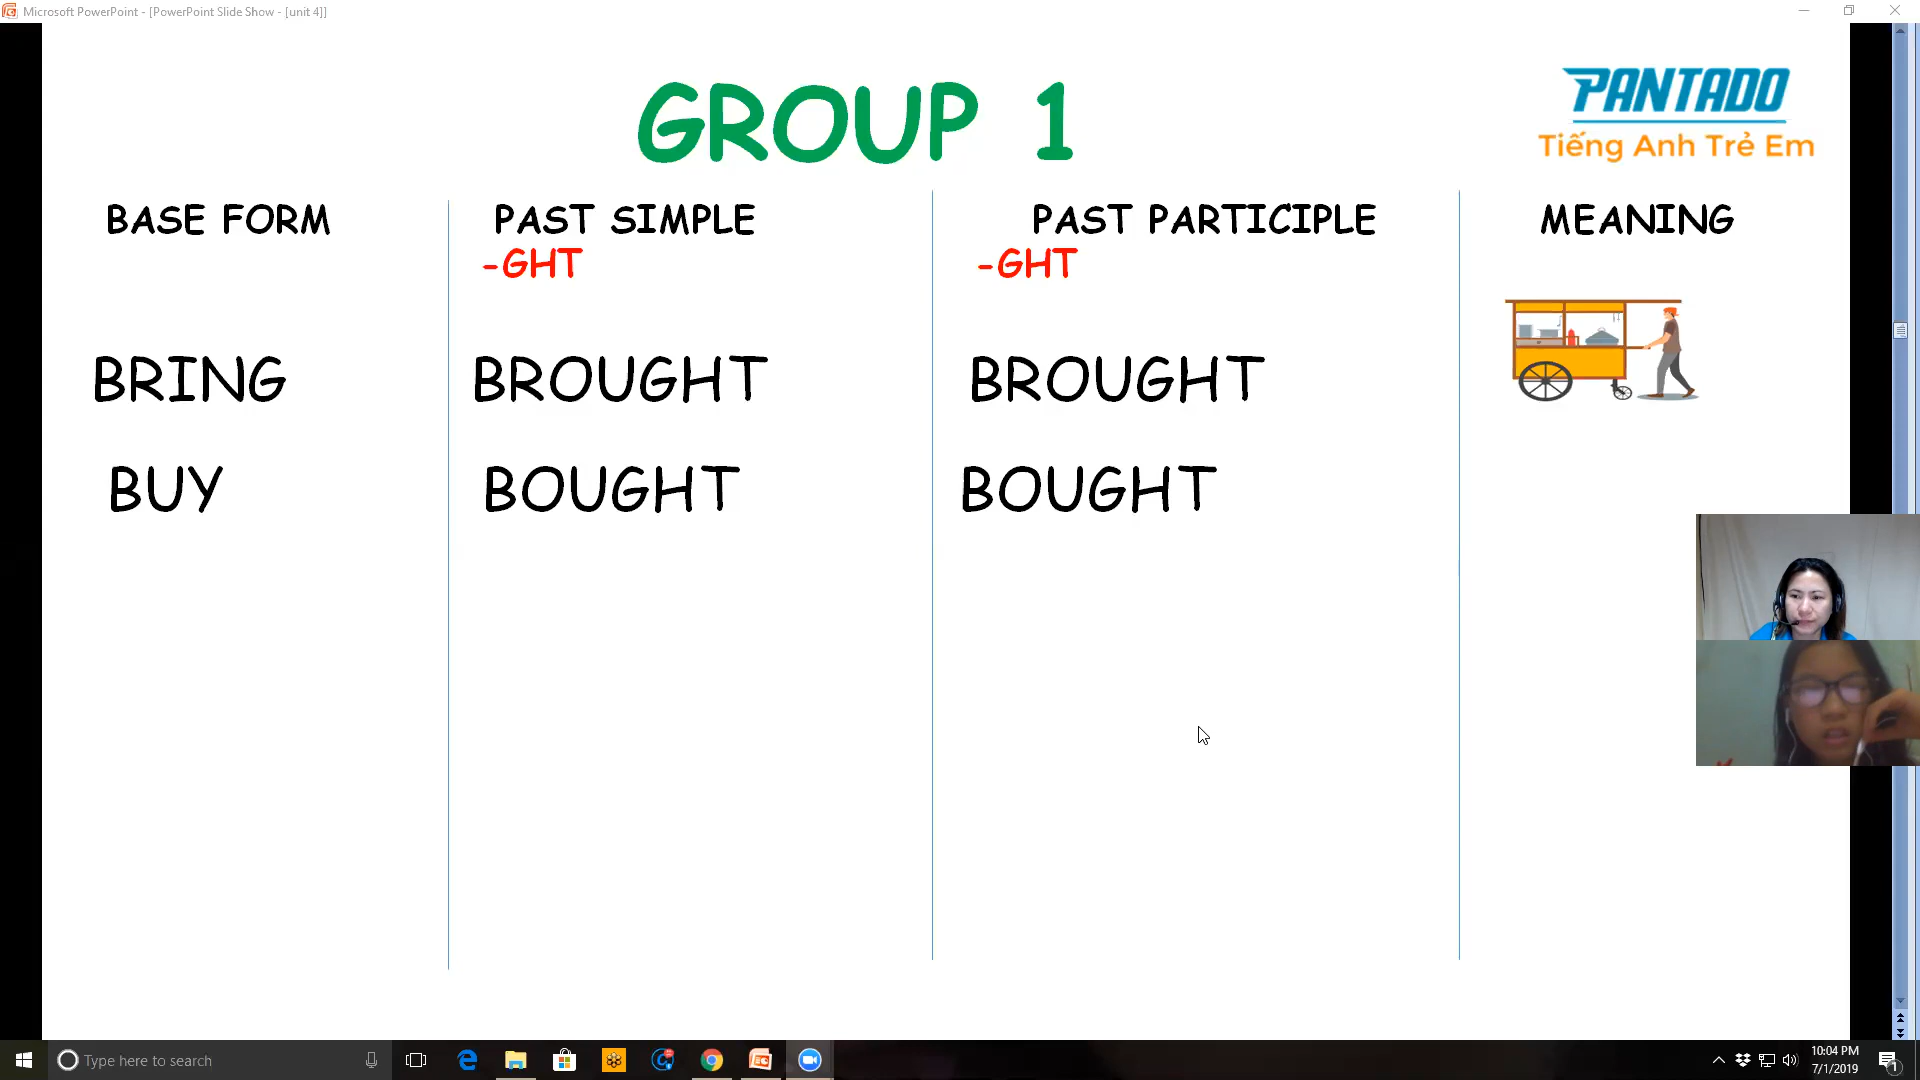 Microsoft PowerPoint - [PowerPoint Slide Show - [unit 4]]
GROUP 1
PANTADO
Tiếng Anh Trẻ Em
BASE FORM PAST SIMPLE PAST PARTICIPLE MEANING
-GHT -GHT
BRING BROUGHT BROUGHT
BUY BOUGHT BOUGHT
Type here to search
10:04 PM
7/1/2019
1